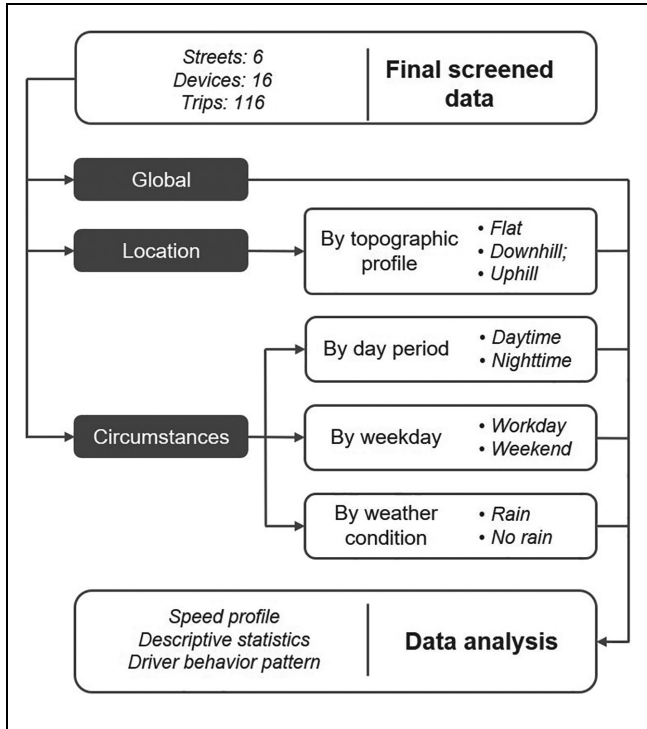 Streets: 6
Devices: 16
Trips: 116
Final screened
data
Global
Location
By topographic
profile
• Flat
• Downhill;
• Uphill
By day period
• Daytime
• Nighttime
Circumstances
By weekday
• Workday
• Weekend
By weather
condition
• Rain
• No rain
Speed profile
Descriptive statistics
Driver behavior pattern
Data analysis